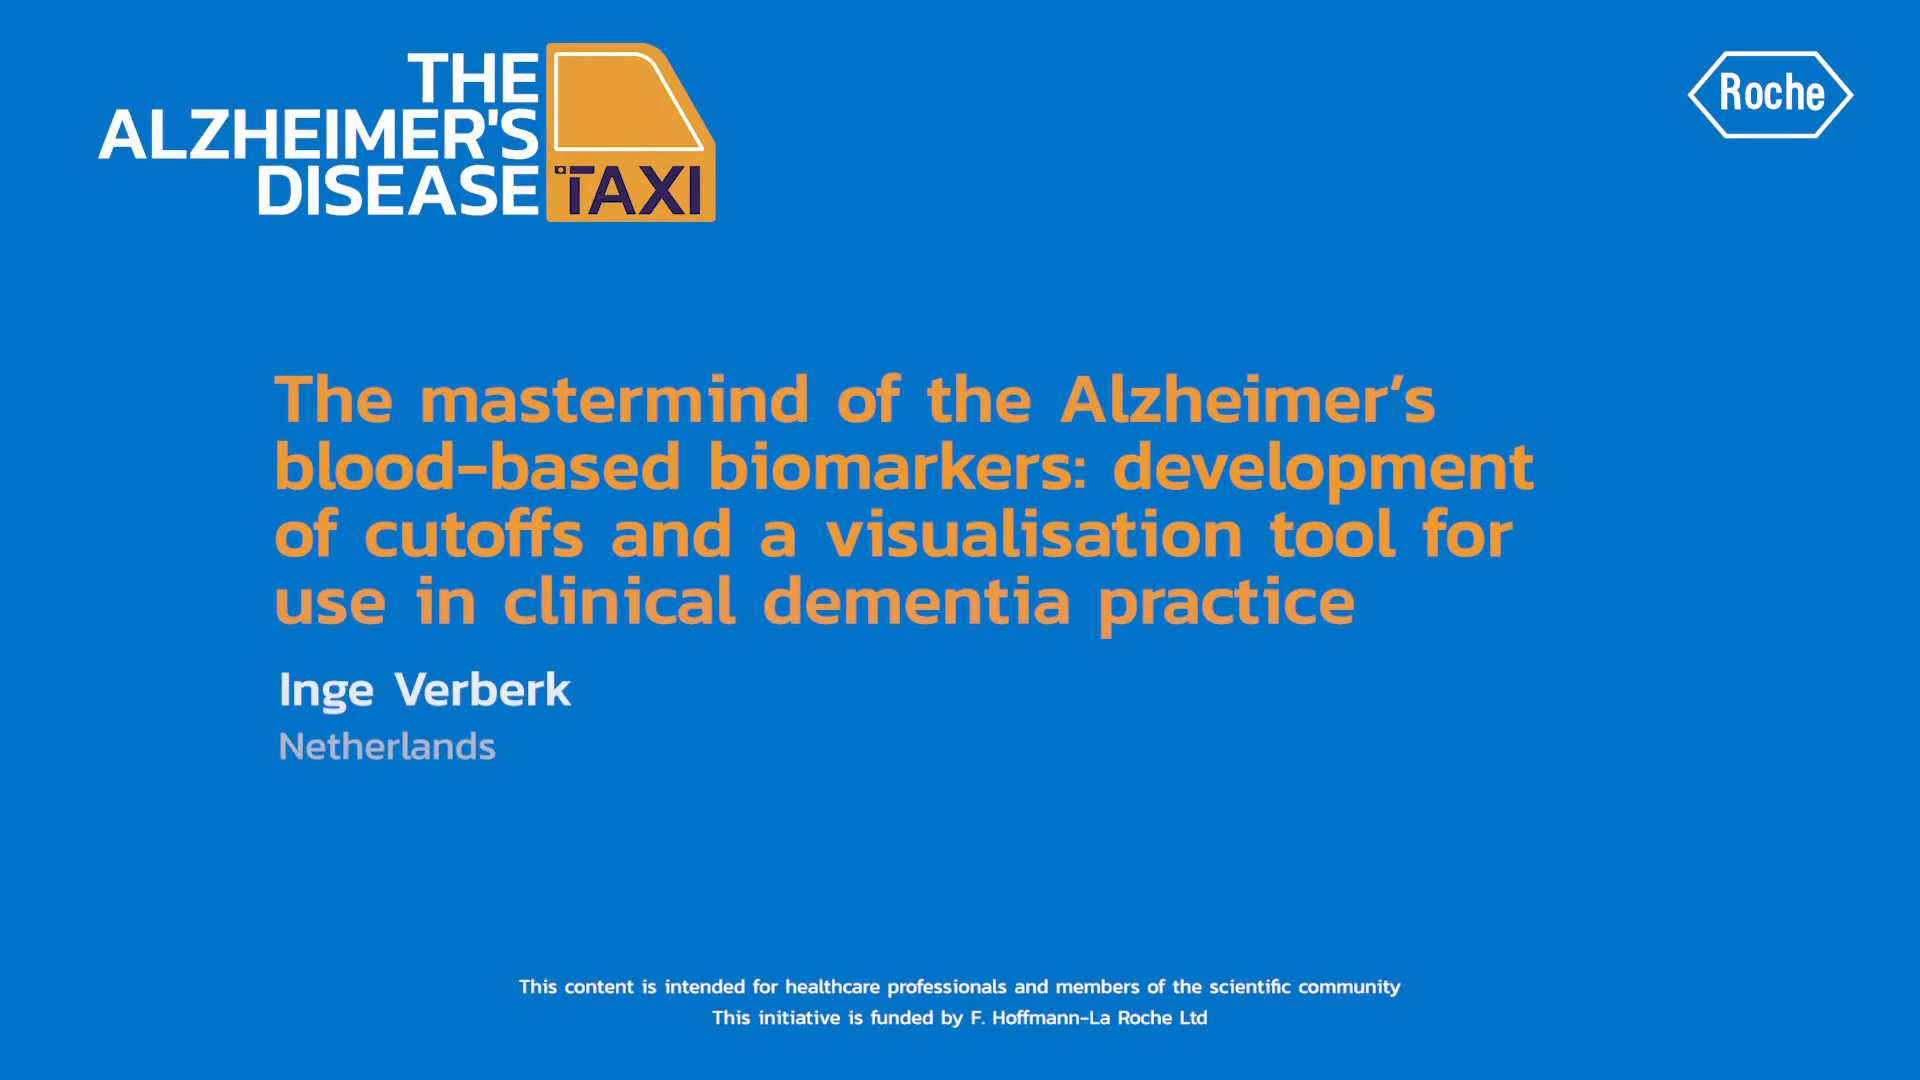 THE
ALZHEIMER'S
DISEASE TAXI
Roche
The mastermind of the Alzheimer’s
blood-based biomarkers: development
of cutoffs and a visualisation tool for
use in clinical dementia practice
Inge Verberk
Netherlands
This content is intended for healthcare professionals and members of the scientific community
This initiative is funded by F. Hoffmann-La Roche Ltd